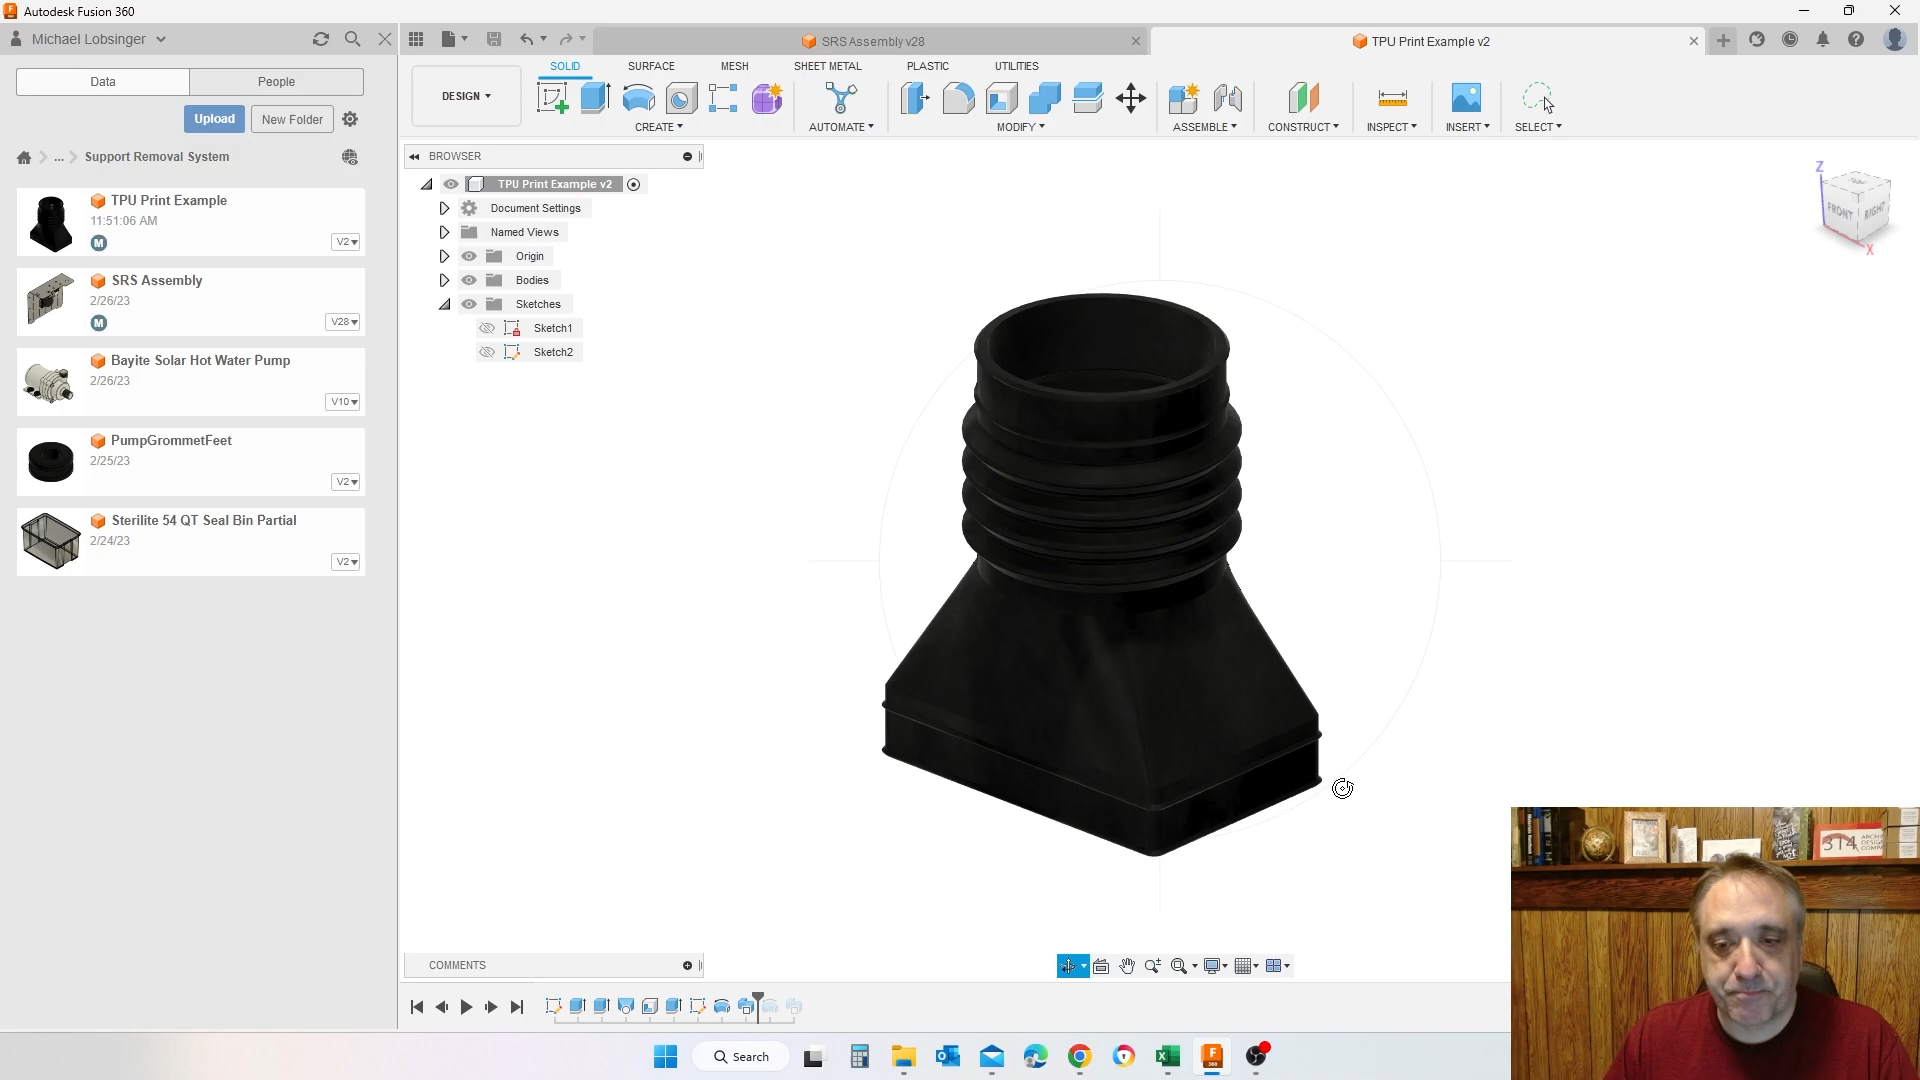 Autodesk Fusion 360
Michael Lobsinger
SRS Assembly v28
TPU Print Example v2
Data
People
Upload
New Folder
... Support Removal System
TPU Print Example
11:51:06 AM
M
V2
SRS Assembly
2/26/23
M
V28
Bayite Solar Hot Water Pump
2/26/23
V10
PumpGrommetFeet
2/25/23
V2
Sterilite 54 QT Seal Bin Partial
2/24/23
V2
SOLID
SURFACE
MESH
SHEET METAL
PLASTIC
UTILITIES
DESIGN
CREATE
AUTOMATE
MODIFY
ASSEMBLE
CONSTRUCT
INSPECT
INSERT
SELECT
BROWSER
TPU Print Example v2
Document Settings
Named Views
Origin
Bodies
Sketches
Sketch1
Sketch2
Z
FRONT
RIGHT
X
COMMENTS
314
Search
F
360